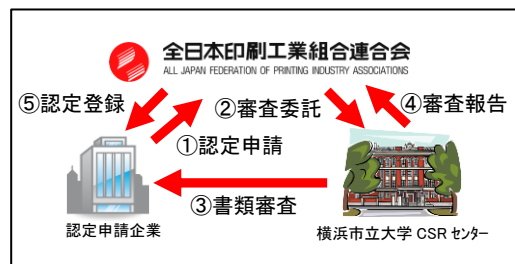 全日本印刷工業組合連合会
ALL JAPAN FEDERATION OF PRINTING INDUSTRY ASSOCIATIONS
⑤認定登録
②審査委託
④審査報告
①認定申請
③書類審査
認定申請企業
横浜市立大学 CSR ｾﾝﾀｰ